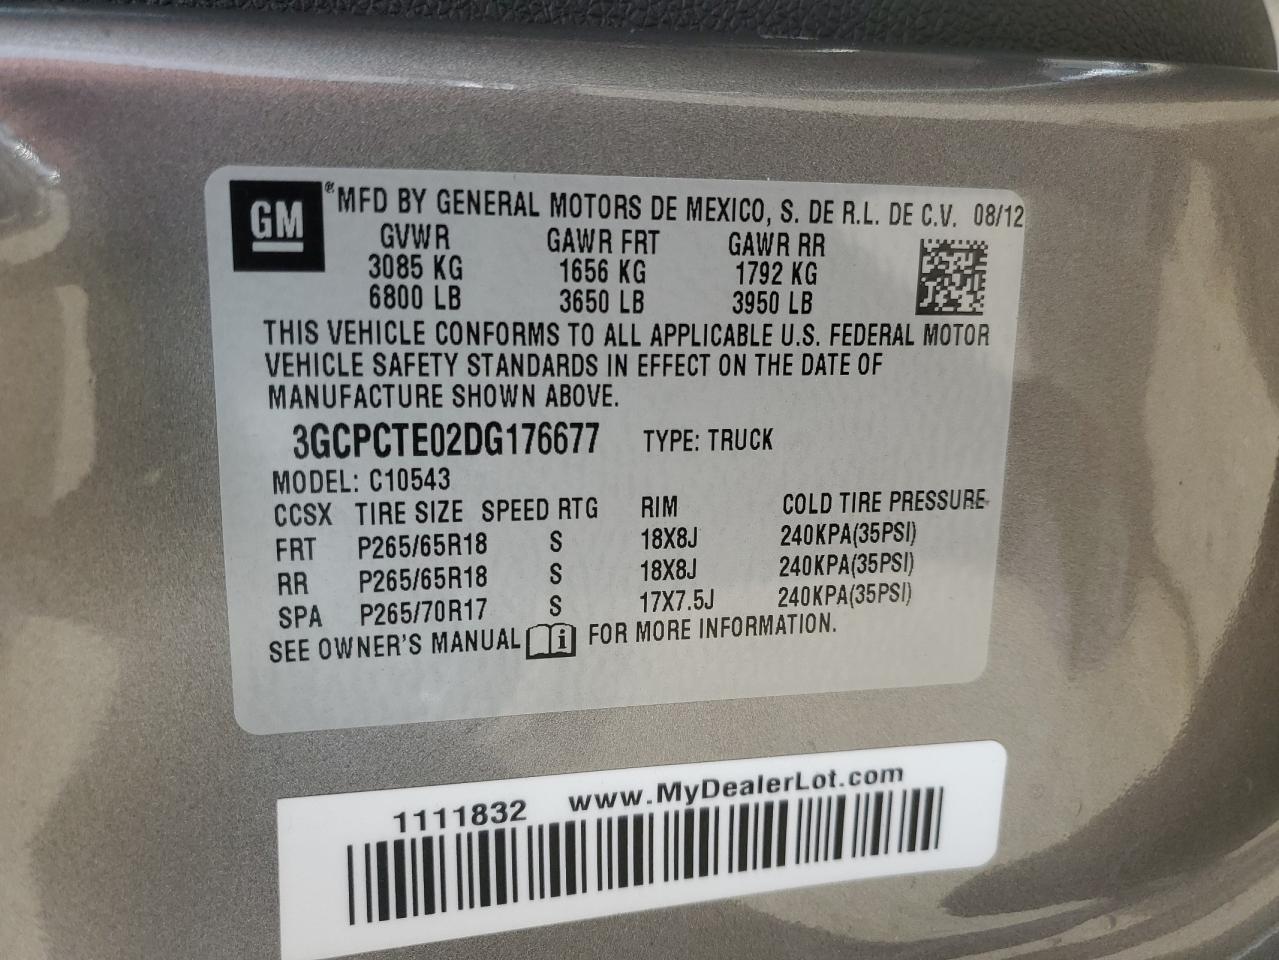 GM ® MFD BY GENERAL MOTORS DE MEXICO, S. DE R.L. DE C.V. 08/12
GVWR GAWR FRT GAWR RR
3085 KG 1656 KG 1792 KG
6800 LB 3650 LB 3950 LB
THIS VEHICLE CONFORMS TO ALL APPLICABLE U.S. FEDERAL MOTOR
VEHICLE SAFETY STANDARDS IN EFFECT ON THE DATE OF
MANUFACTURE SHOWN ABOVE.
3GCPCTE02DG176677 TYPE: TRUCK
MODEL: C10543
CCSX TIRE SIZE SPEED RTG RIM COLD TIRE PRESSURE
FRT P265/65R18 S 18X8J 240KPA(35PSI)
RR P265/65R18 S 18X8J 240KPA(35PSI)
SPA P265/70R17 S 17X7.5J 240KPA(35PSI)
SEE OWNER'S MANUAL i FOR MORE INFORMATION.
1111832 www.MyDealerLot.com